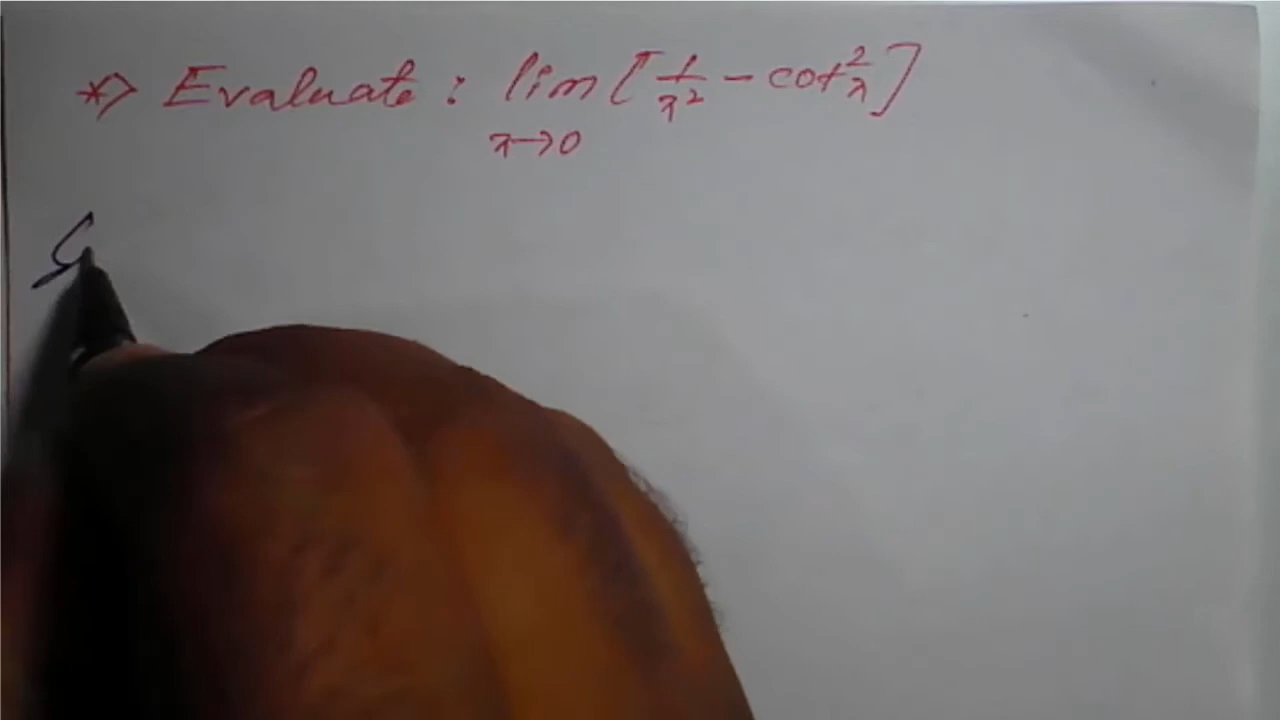 *> Evaluate : lim [ 1/x² - cot²x ]
x→0
S